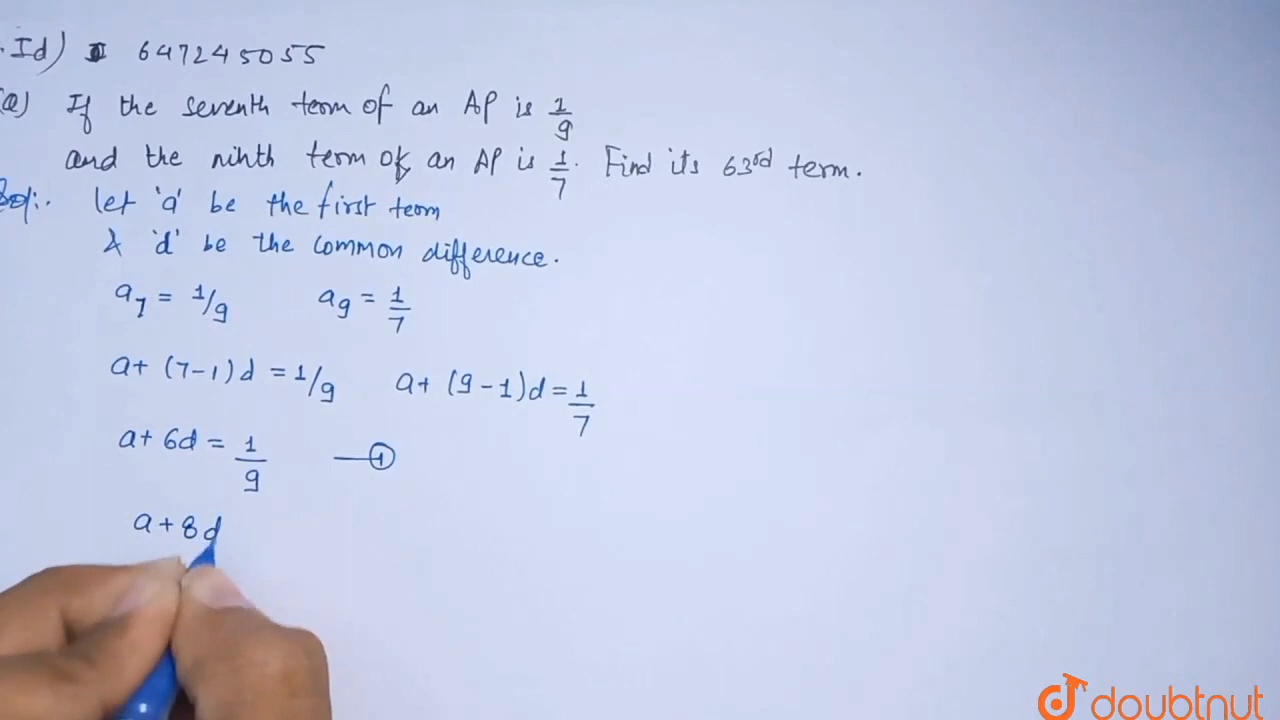 .Id) 647245055
(Q) If the seventh term of an AP is 1/9
and the ninth term of an AP is 1/7. Find its 63rd term.
Sol:. Let 'a' be the first term
& 'd' be the common difference.
a7 = 1/9 a9 = 1/7
a+ (7-1)d = 1/9 a+ (9-1)d = 1/7
a+ 6d = 1/9 —①
a+8d
doubtnut